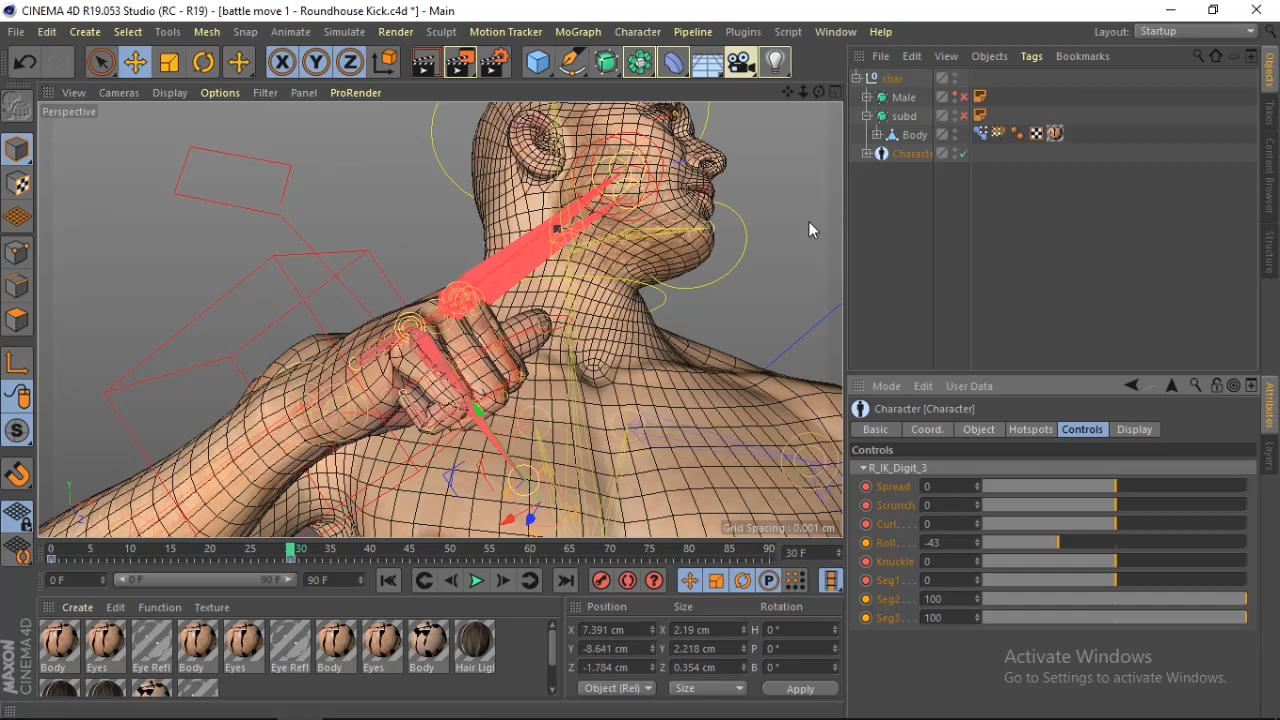 CINEMA 4D R19.053 Studio (RC - R19) - [battle move 1 - Roundhouse Kick.c4d *] - Main
File Edit Create Select Tools Snap Mesh Animate Simulate Render Sculpt Motion Tracker MoGraph Character Pipeline Plugins Script Window Help Layout: Startup
X Y Z
File Edit View Objects Tags Bookmarks
char
Male
subd
Body
View Cameras Display Options Filter Panel ProRender
Perspective
Y
Z
Grid Spacing : 0.001 cm
Objects
Takes
Content Browser
Structure
Mode Edit User Data
Character [Character]
Basic Coord. Object Hotspots Controls Display
Controls
R_IK_Digit_3
Spread 0
Scrunch 0
Curl. . . . 0
Roll. . . . -43
Knuckle 0
Seg1. . . 0
Seg2. . . 100
Seg3. . . 100
Attributes
Layers
0 5 10 15 20 25 30 35 40 45 50 55 60 65 70 75 80 85 90 30 F
0 F 0 F 90 F 90 F
P
Create Edit Function Texture
Body Eyes Eye Refl Body Eyes Eye Refl Body Eyes Body Hair Ligl
Position Size Rotation
X 7.391 cm X 2.19 cm H 0 °
Y -8.641 cm Y 2.218 cm P 0 °
Z -1.784 cm Z 0.354 cm B 0 °
Object (Rel) Size Apply
MAXON
CINEMA 4D
Activate Windows
Go to Settings to activate Windows.